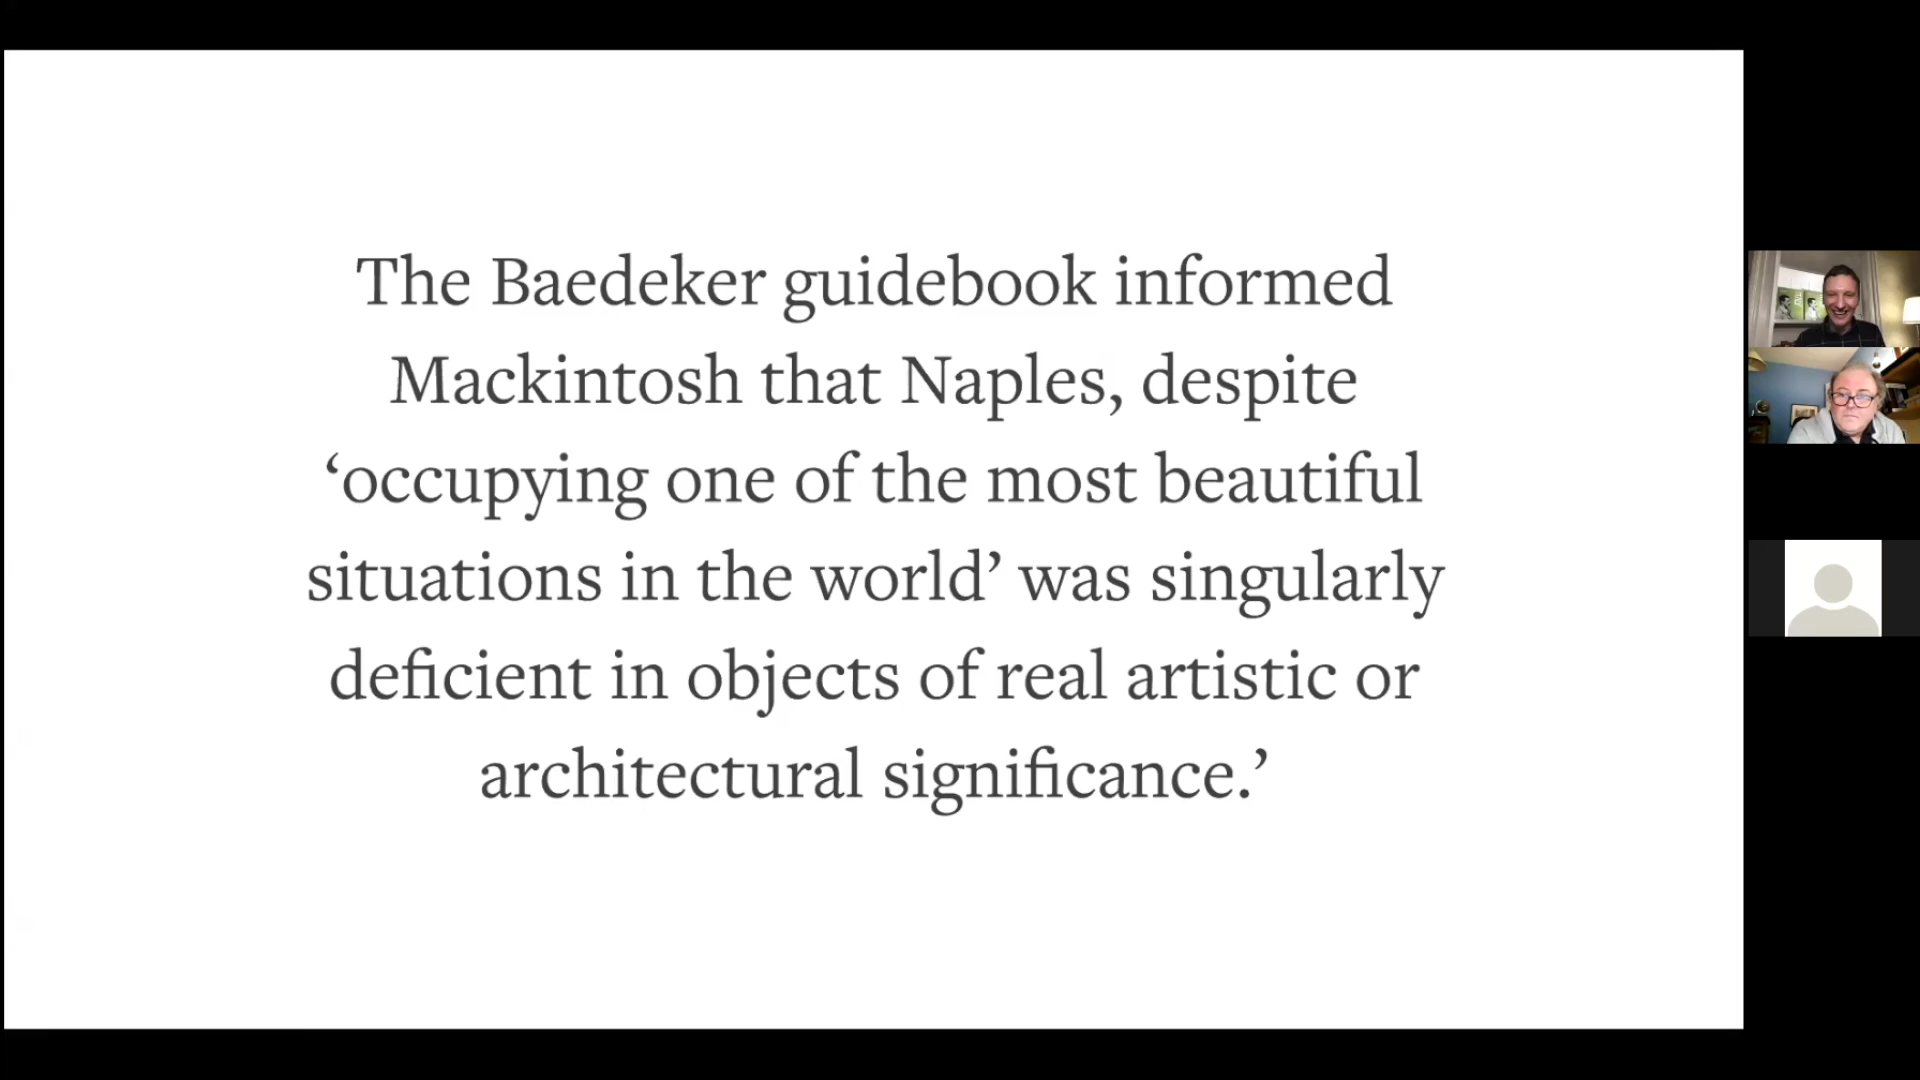 The Baedeker guidebook informed
Mackintosh that Naples, despite
‘occupying one of the most beautiful
situations in the world’ was singularly
deficient in objects of real artistic or
architectural significance.’